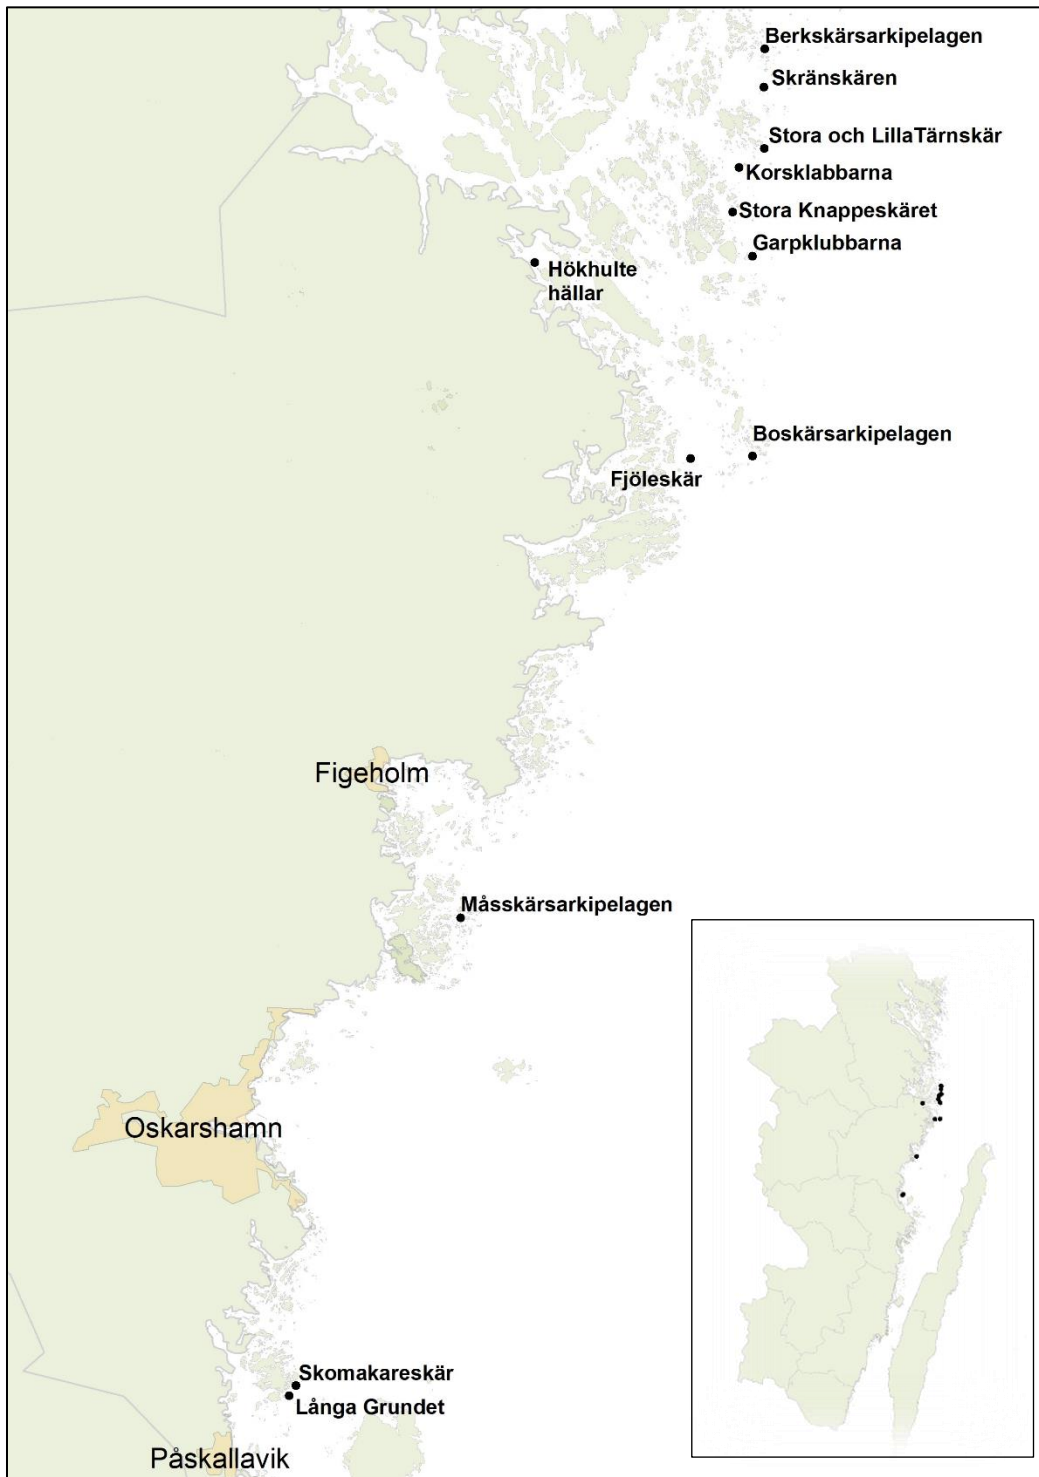 Berkskärsarkipelagen
Skränskären
Stora och LillaTärnskär
Korsklabbarna
Stora Knappeskäret
Garpklubbarna
Hökhulte
hällar
Boskärsarkipelagen
Fjöleskär
Figeholm
Måsskärsarkipelagen
Oskarshamn
Skomakareskär
Långa Grundet
Påskallavik